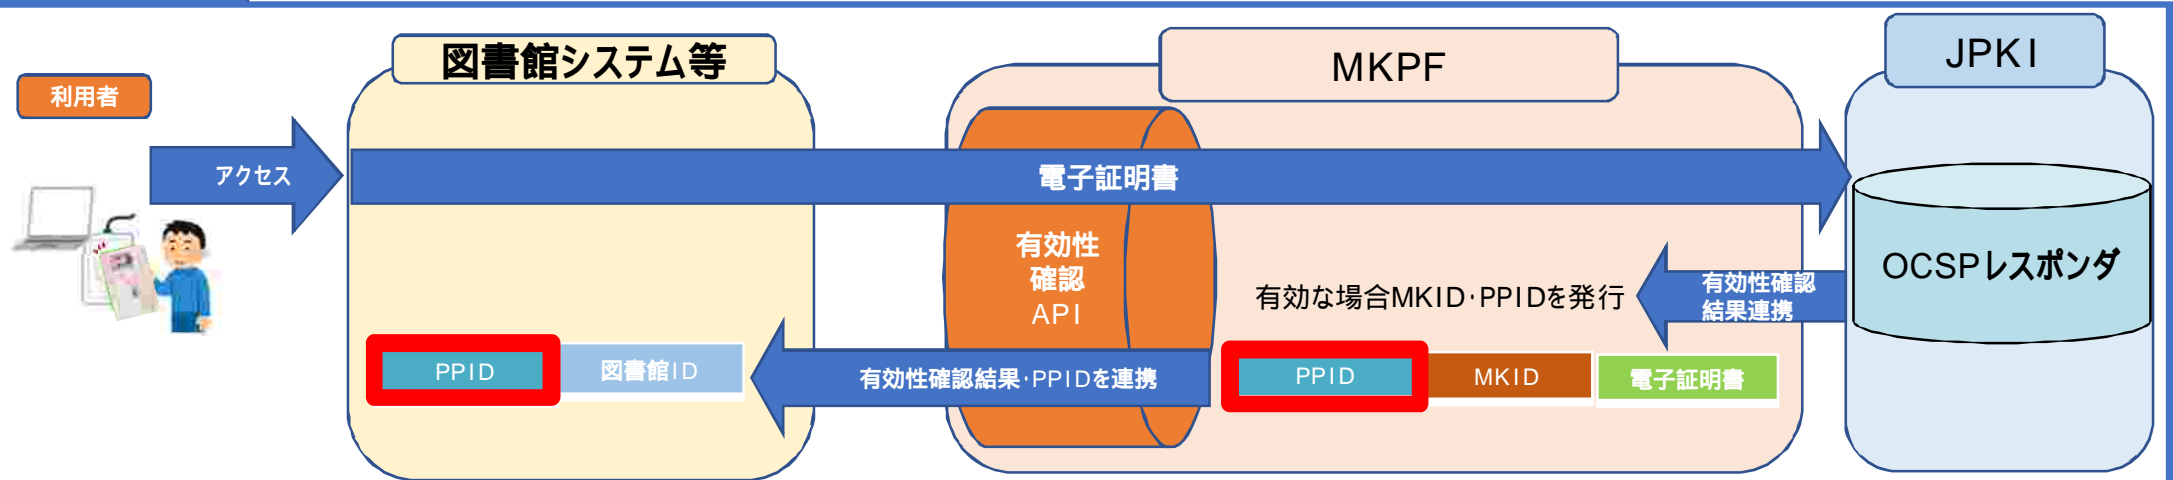 図書館システム等
MKPF
JPKI
利用者
アクセス
電子証明書
有効性
確認
API
OCSPレスポンダ
有効な場合MKID・PPIDを発行
有効性確認
結果連携
PPID
図書館ID
有効性確認結果・PPIDを連携
PPID
MKID
電子証明書